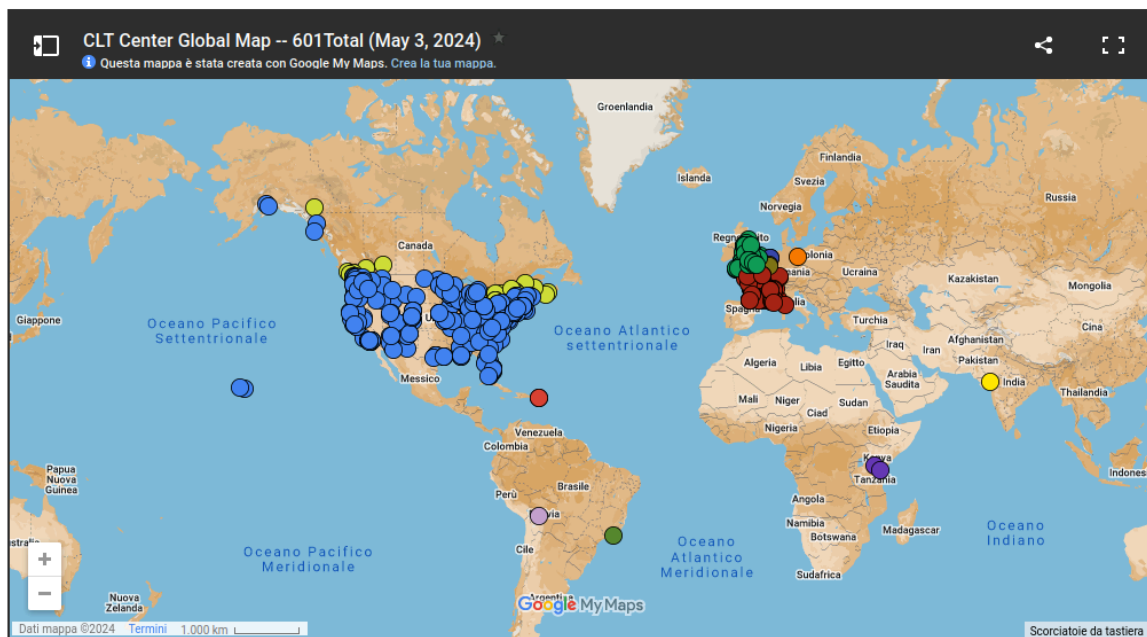 CLT Center Global Map -- 601Total (May 3, 2024)
Questa mappa è stata creata con Google My Maps. Crea la tua mappa.
Groenlandia
Finlandia
Islanda
Svezia
Russia
Norvegia
Canada
Ucraina
Kazakistan
Mongolia
Giappone
Oceano Pacifico
Settentrionale
Oceano Atlantico
settentrionale
Turchia
Cina
Iraq
Iran
Afghanistan
Pakistan
Messico
Algeria
Libia
Egitto
Arabia
Saudita
India
Thailandia
Mali
Niger
Ciad
Sudan
Nigeria
Etiopia
Venezuela
Colombia
Kenya
Tanzania
Papua
Nuova
Guinea
Perù
Brasile
Angola
Namibia
Botswana
Madagascar
Cile
Oceano Pacifico
Meridionale
Oceano
Atlantico
Meridionale
Oceano
Indiano
Sudafrica
Nuova
Zelanda
Argentina
Google My Maps
Dati mappa ©2024 Termini 1.000 km
Scorciatoie da tastiera